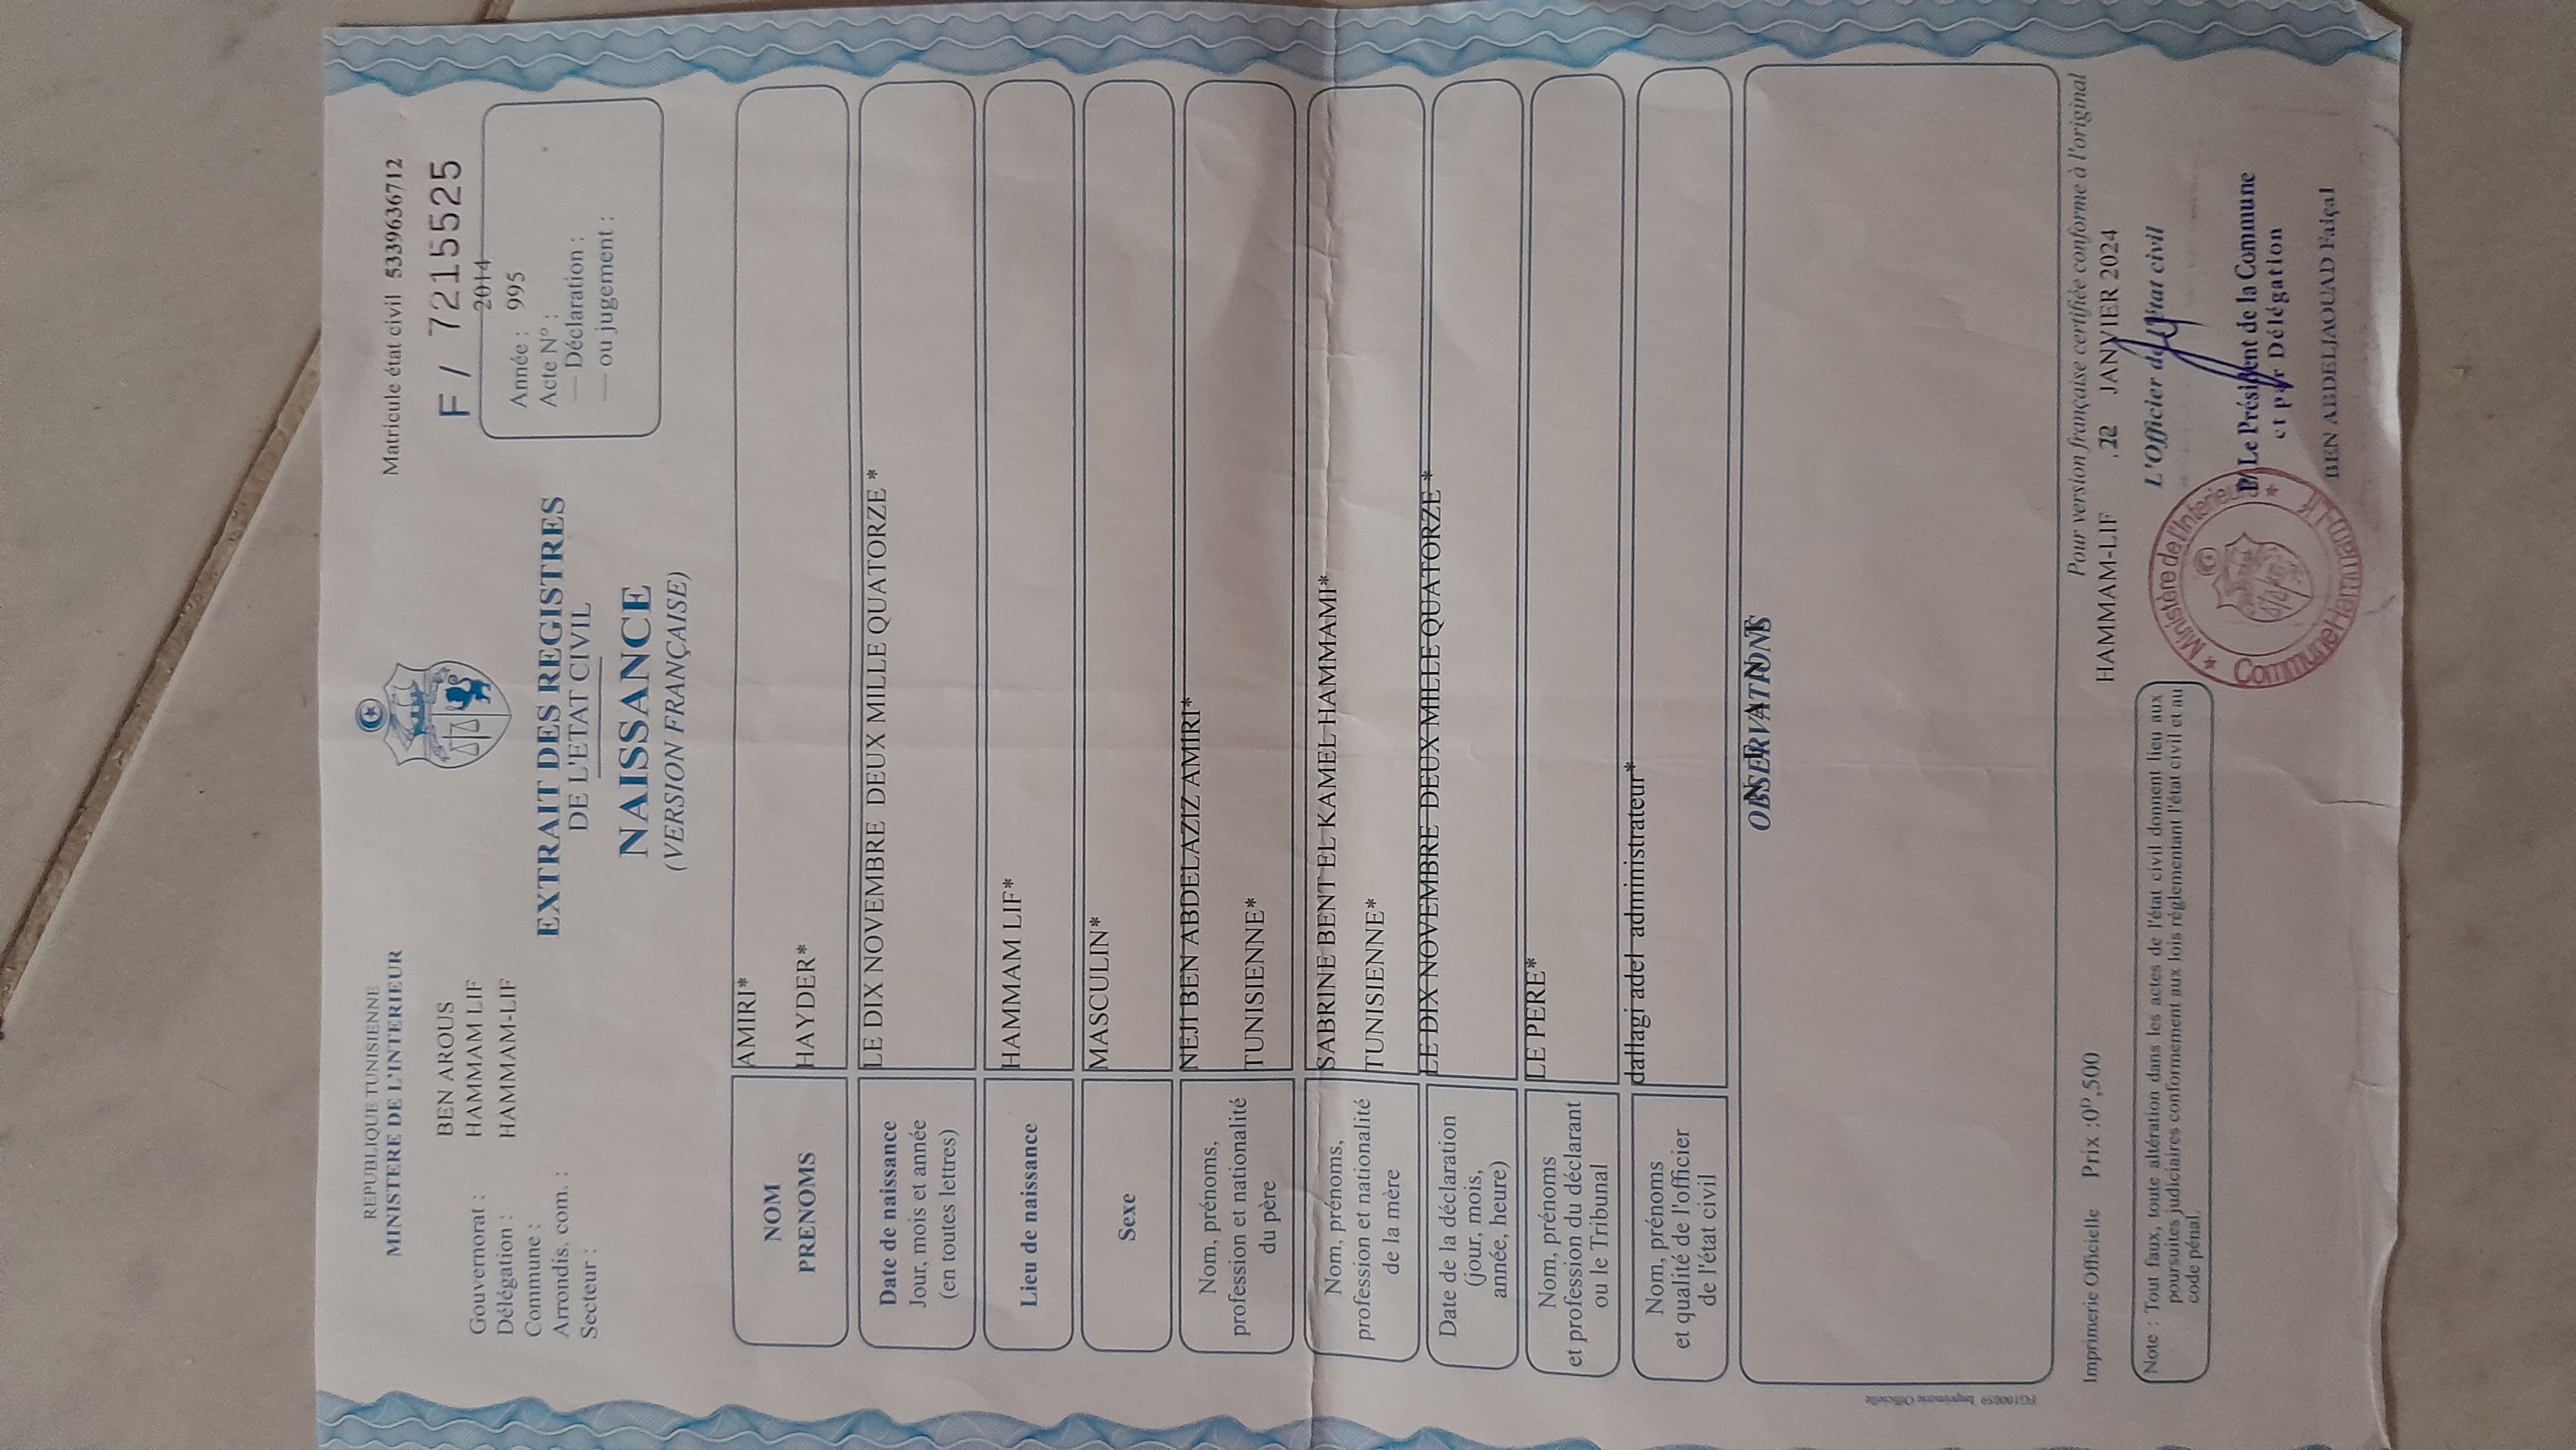 REPUBLIQUE TUNISIENNE
MINISTERE DE L'INTERIEUR
Matricule état civil 5339636712
F / 7215525
BEN AROUS
Gouvernorat :
HAMMAM LIF
Délégation :
HAMMAM-LIF
Commune :
Arrondis. com. :
Secteur :
2014
Année : 995
Acte N° :
— Déclaration :
— ou jugement :
EXTRAIT DES REGISTRES
DE L'ETAT CIVIL
NAISSANCE
(VERSION FRANÇAISE)
NOM
PRENOMS
AMIRI*
HAYDER*
Date de naissance
Jour, mois et année
(en toutes lettres)
LE DIX NOVEMBRE DEUX MILLE QUATORZE *
Lieu de naissance
HAMMAM LIF*
Sexe
MASCULIN*
Nom, prénoms,
profession et nationalité
du père
NEJI BEN ABDELAZIZ AMIRI*
TUNISIENNE*
Nom, prénoms,
profession et nationalité
de la mère
SABRINE BENT EL KAMEL HAMMAMI*
TUNISIENNE*
Date de la déclaration
(jour, mois,
année, heure)
LE DIX NOVEMBRE DEUX MILLE QUATORZE *
Nom, prénoms
et profession du déclarant
ou le Tribunal
LE PERE*
Nom, prénoms
et qualité de l'officier
de l'état civil
dallagi adel administrateur*
OBSERVATIONS
FG100059 Imprimerie Officielle
Pour version française certifiée conforme à l'original
Imprimerie Officielle Prix :0ᴰ,500
HAMMAM-LIF JANVIER 2024
L'Officier de l'état civil
Note : Tout faux, toute altération dans les actes de l'état civil donnent lieu aux
poursuites judiciaires conformément aux lois réglementant l'état civil et au
code pénal.
P/Le Président de la Commune
et par Délégation
BEN ABDELJAOUAD Faiçal
* Ministère de l'Interieur *
Commune Hammam-Lif